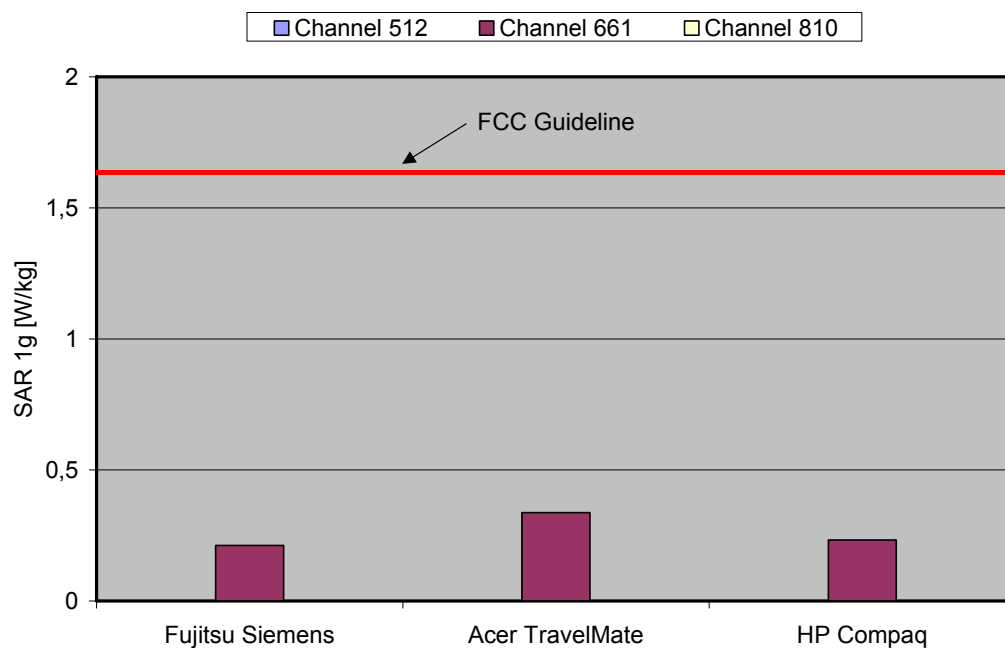 Channel 512 Channel 661 Channel 810
2
FCC Guideline
1,5
1
0,5
0
SAR 1g [W/kg]
Fujitsu Siemens Acer TravelMate HP Compaq